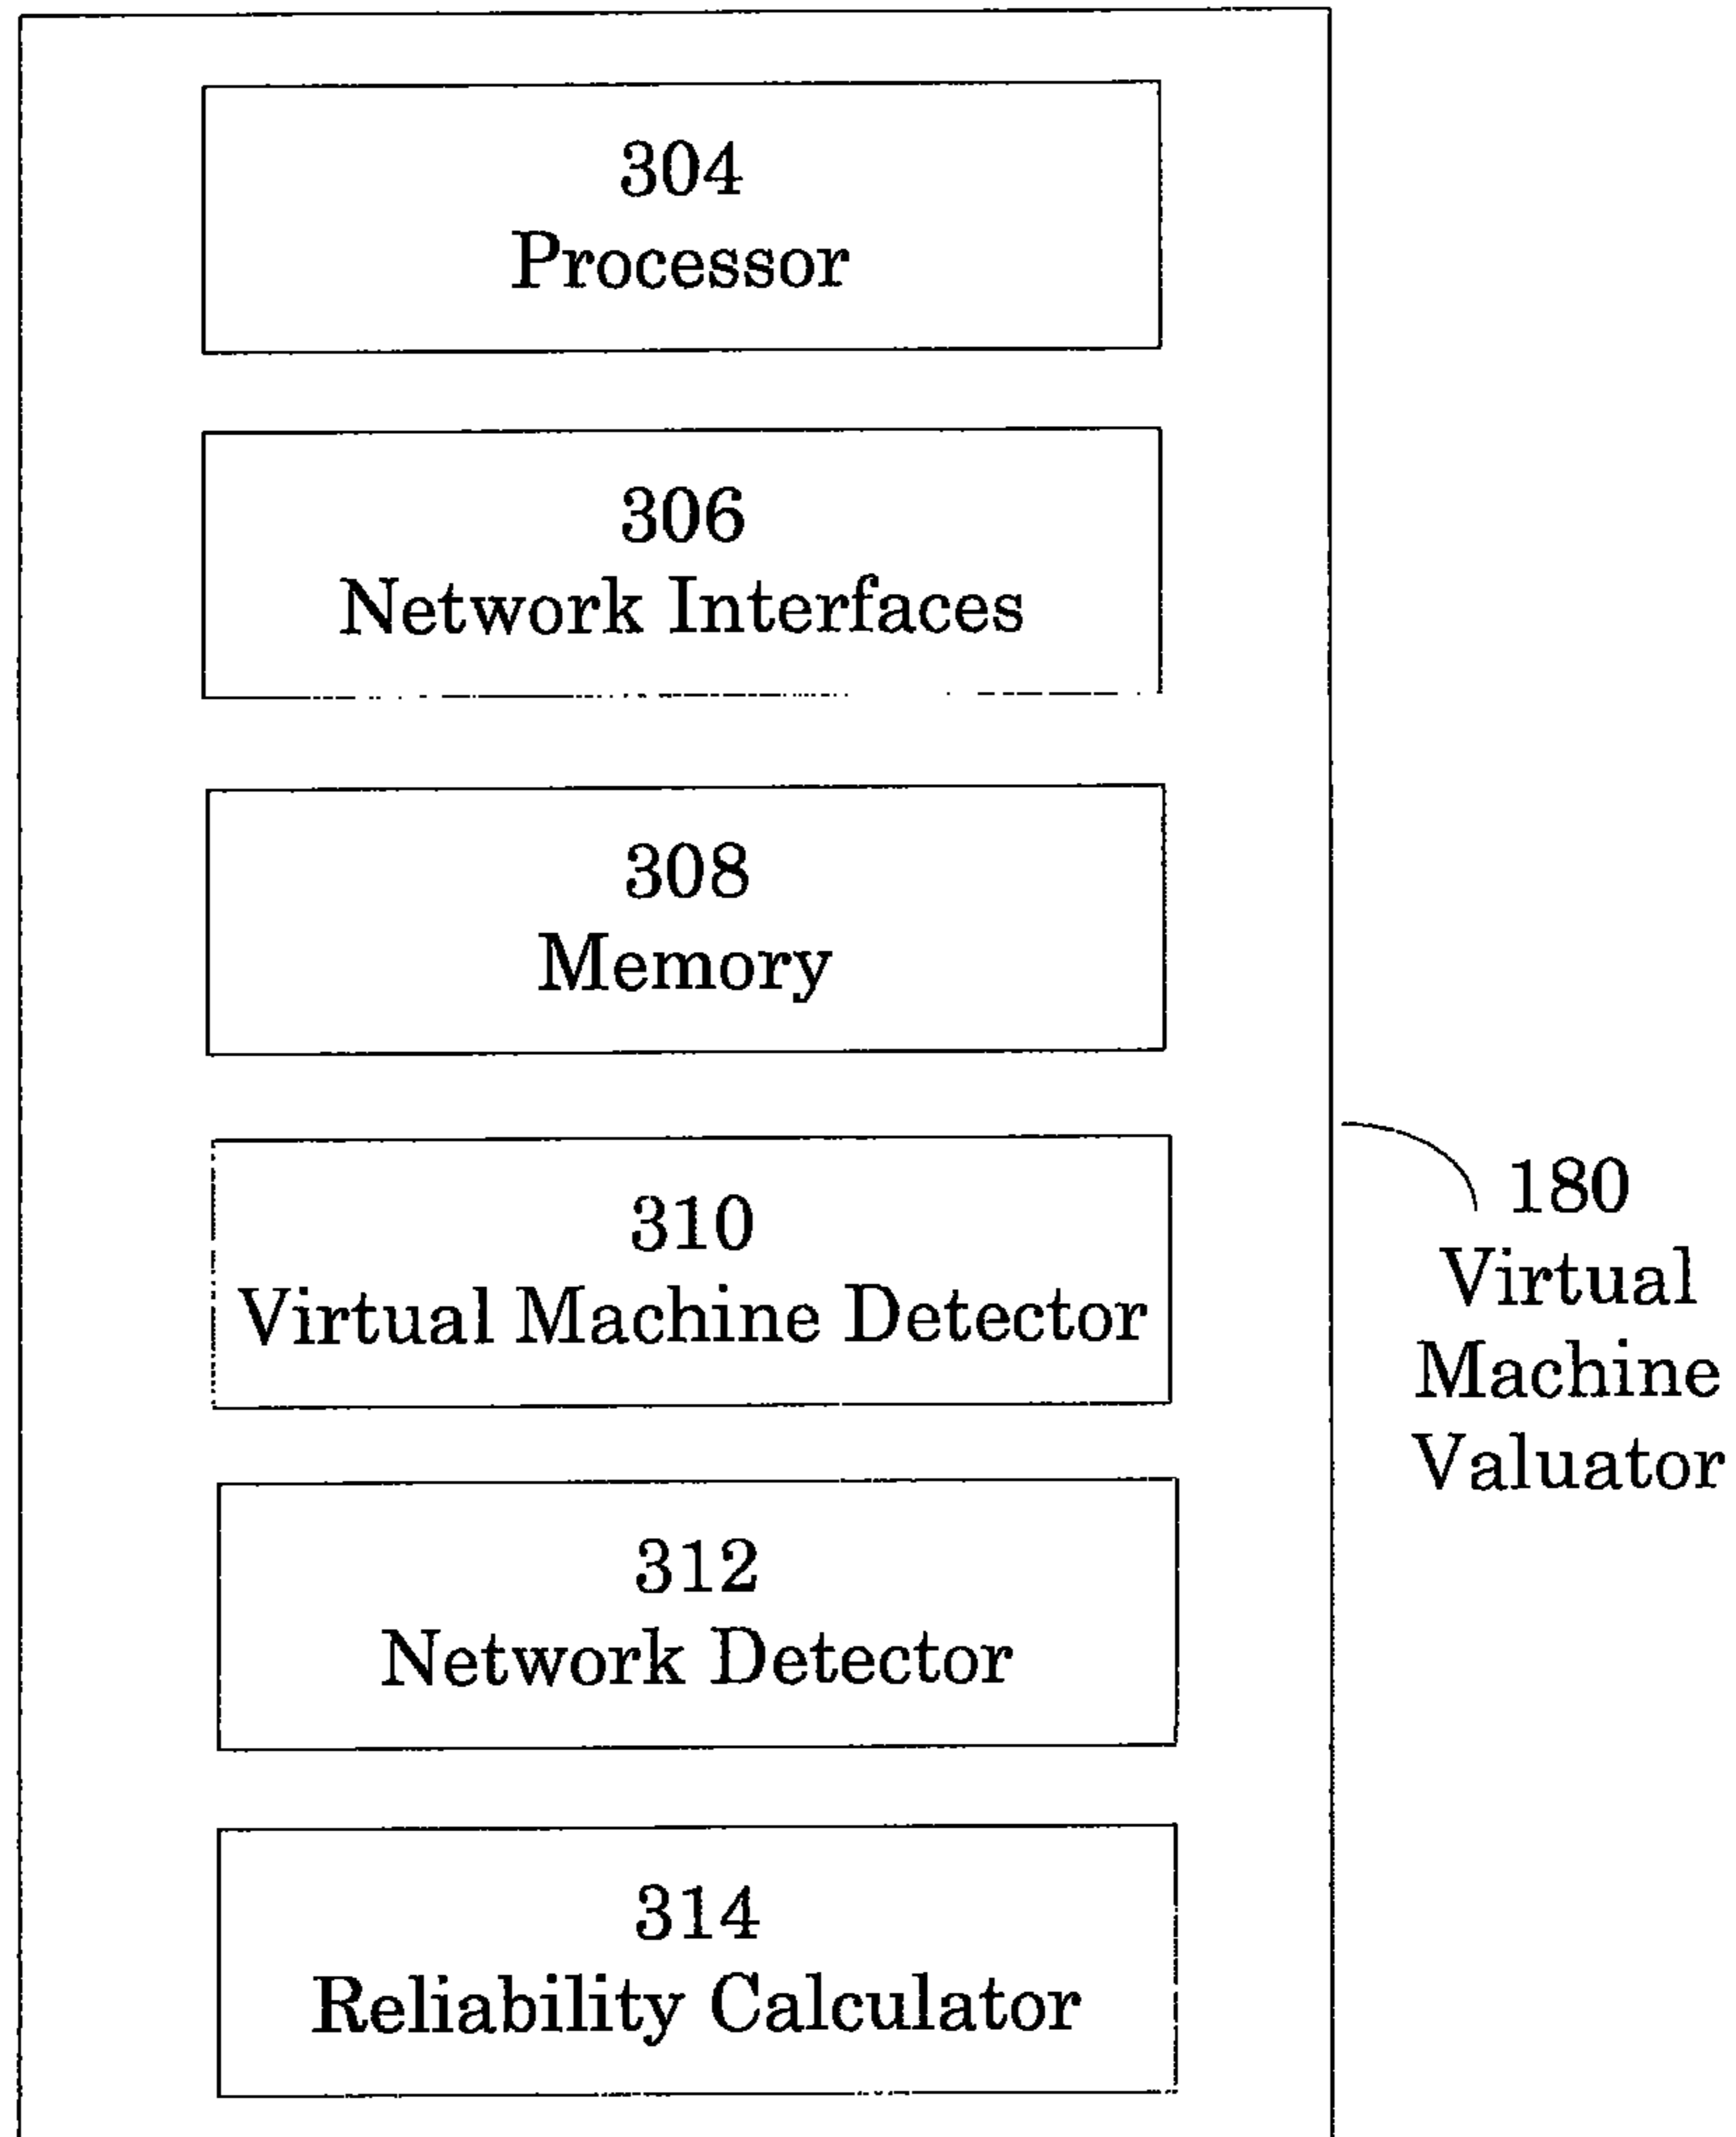 304
Processor
306
Network Interfaces
308
Memory
310
Virtual Machine Detector
312
Network Detector
314
Reliability Calculator
180
Virtual
Machine
Valuator